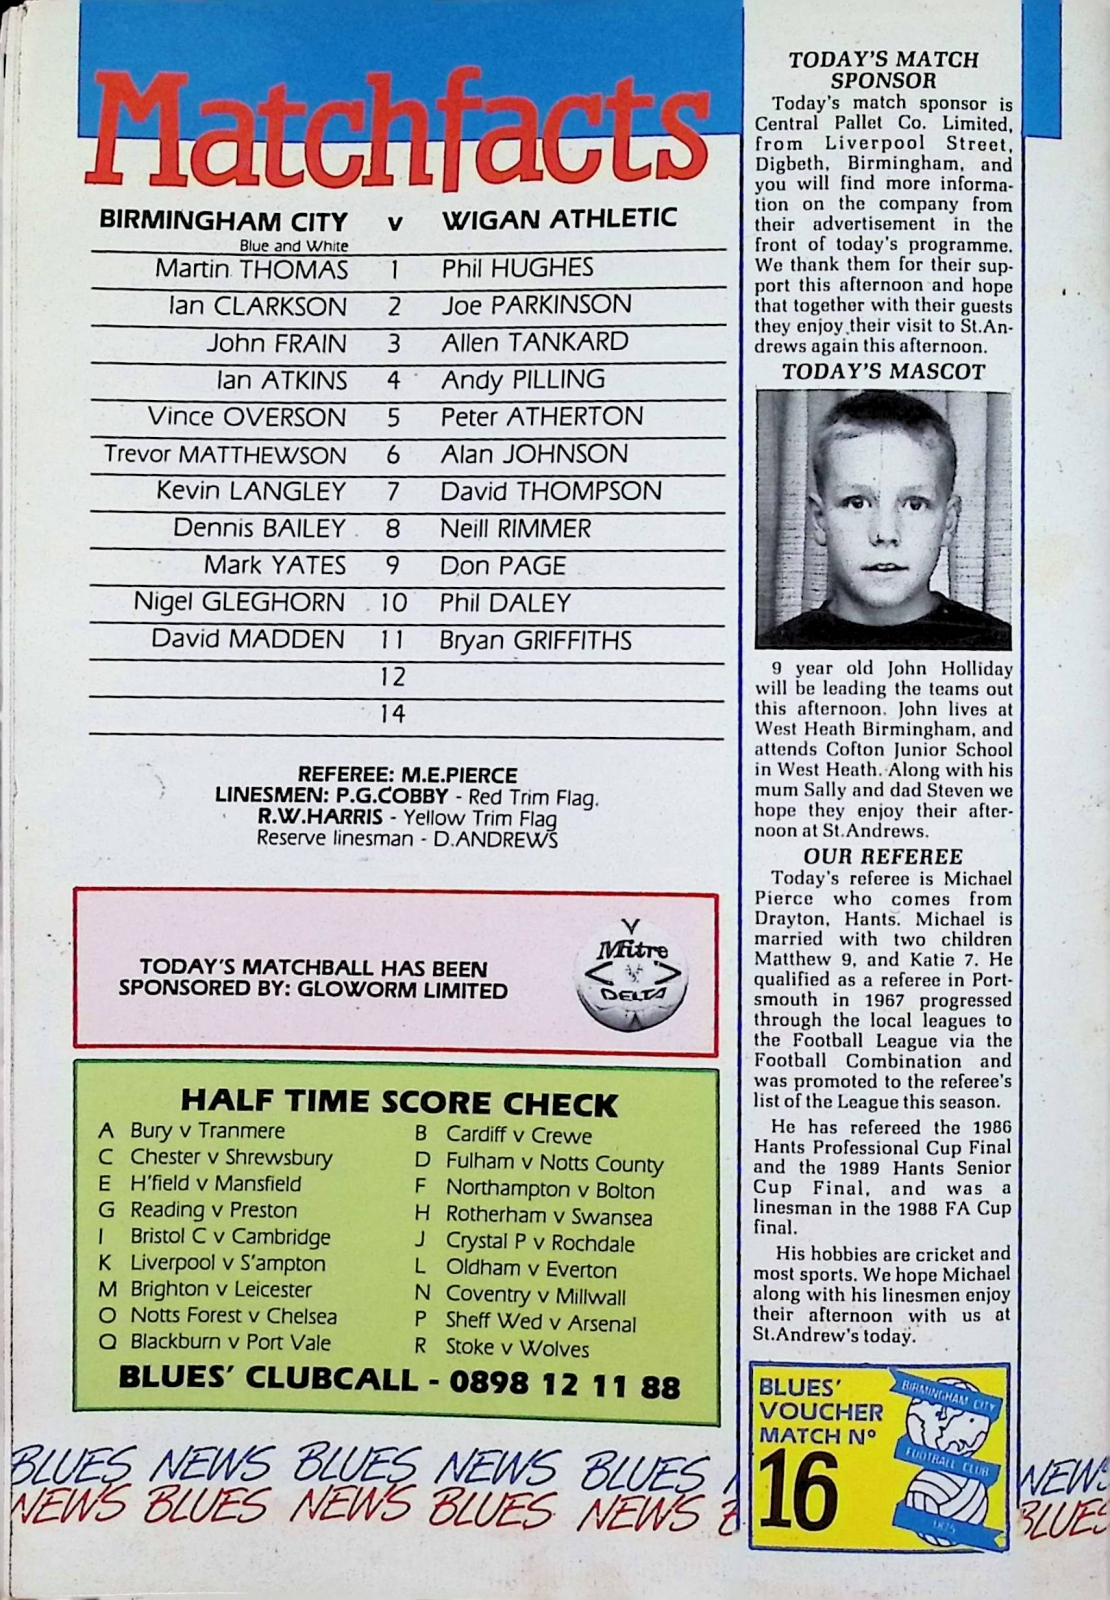 Matchfacts
BIRMINGHAM CITY v WIGAN ATHLETIC
Blue and White
Martin THOMAS 1 Phil HUGHES
Ian CLARKSON 2 Joe PARKINSON
John FRAIN 3 Allen TANKARD
Ian ATKINS 4 Andy PILLING
Vince OVERSON 5 Peter ATHERTON
Trevor MATTHEWSON 6 Alan JOHNSON
Kevin LANGLEY 7 David THOMPSON
Dennis BAILEY 8 Neill RIMMER
Mark YATES 9 Don PAGE
Nigel GLEGHORN 10 Phil DALEY
David MADDEN 11 Bryan GRIFFITHS
12
14
REFEREE: M.E.PIERCE
LINESMEN: P.G.COBBY - Red Trim Flag.
R.W.HARRIS - Yellow Trim Flag
Reserve linesman - D.ANDREWS
TODAY'S MATCHBALL HAS BEEN
SPONSORED BY: GLOWORM LIMITED
Mitre
DELTA
HALF TIME SCORE CHECK
A Bury v Tranmere B Cardiff v Crewe
C Chester v Shrewsbury D Fulham v Notts County
E H'field v Mansfield F Northampton v Bolton
G Reading v Preston H Rotherham v Swansea
I Bristol C v Cambridge J Crystal P v Rochdale
K Liverpool v S'ampton L Oldham v Everton
M Brighton v Leicester N Coventry v Millwall
O Notts Forest v Chelsea P Sheff Wed v Arsenal
Q Blackburn v Port Vale R Stoke v Wolves
BLUES' CLUBCALL - 0898 12 11 88
TODAY'S MATCH
SPONSOR
Today's match sponsor is
Central Pallet Co. Limited,
from Liverpool Street,
Digbeth, Birmingham, and
you will find more informa-
tion on the company from
their advertisement in the
front of today's programme.
We thank them for their sup-
port this afternoon and hope
that together with their guests
they enjoy their visit to St.An-
drews again this afternoon.
TODAY'S MASCOT
9 year old John Holliday
will be leading the teams out
this afternoon. John lives at
West Heath Birmingham, and
attends Cofton Junior School
in West Heath. Along with his
mum Sally and dad Steven we
hope they enjoy their after-
noon at St.Andrews.
OUR REFEREE
Today's referee is Michael
Pierce who comes from
Drayton, Hants. Michael is
married with two children
Matthew 9, and Katie 7. He
qualified as a referee in Port-
smouth in 1967 progressed
through the local leagues to
the Football League via the
Football Combination and
was promoted to the referee's
list of the League this season.
He has refereed the 1986
Hants Professional Cup Final
and the 1989 Hants Senior
Cup Final, and was a
linesman in the 1988 FA Cup
final.
His hobbies are cricket and
most sports. We hope Michael
along with his linesmen enjoy
their afternoon with us at
St.Andrew's today.
BLUES'
VOUCHER
MATCH Nº
16
BIRMINGHAM CITY
FOOTBALL CLUB
1875
BLUES NEWS BLUES NEWS BLUES NEWS
NEWS BLUES NEWS BLUES NEWS BLUES